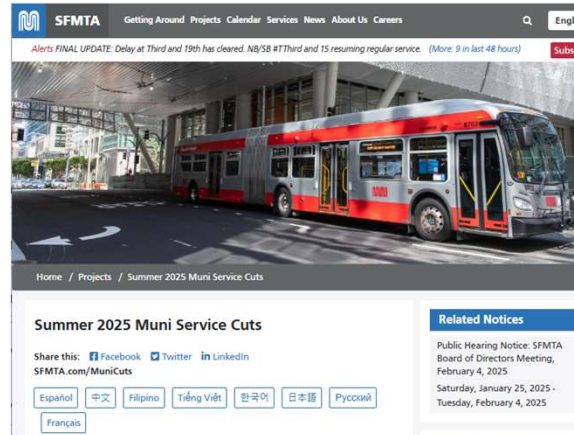 SFMTA Getting Around Projects Calendar Services News About Us Careers Engl
Alerts FINAL UPDATE: Delay at Third and 19th has cleared. NB/SB #TThird and 15 resuming regular service. (More: 9 in last 48 hours) Subs
Home / Projects / Summer 2025 Muni Service Cuts
Summer 2025 Muni Service Cuts
Share this: Facebook Twitter LinkedIn
SFMTA.com/MuniCuts
Español 中文 Filipino Tiếng Việt 한국어 日本語 Русский
Français
Related Notices
Public Hearing Notice: SFMTA
Board of Directors Meeting,
February 4, 2025
Saturday, January 25, 2025 -
Tuesday, February 4, 2025